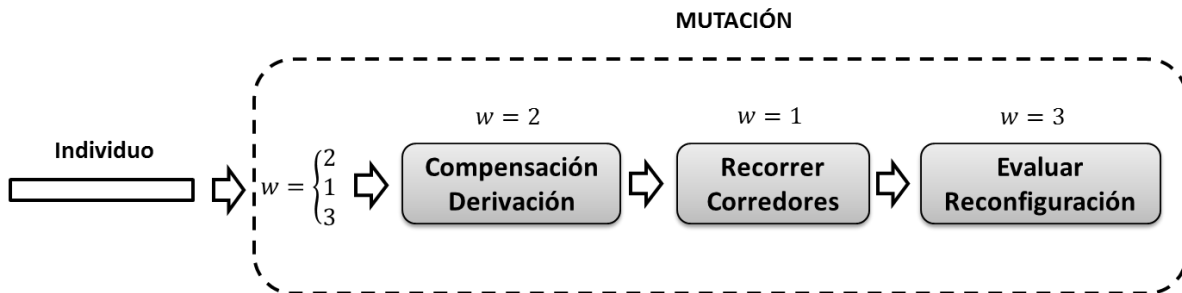 MUTACIÓN
Individuo
w = {2 1 3
w = 2
Compensación
Derivación
w = 1
Recorrer
Corredores
w = 3
Evaluar
Reconfiguración